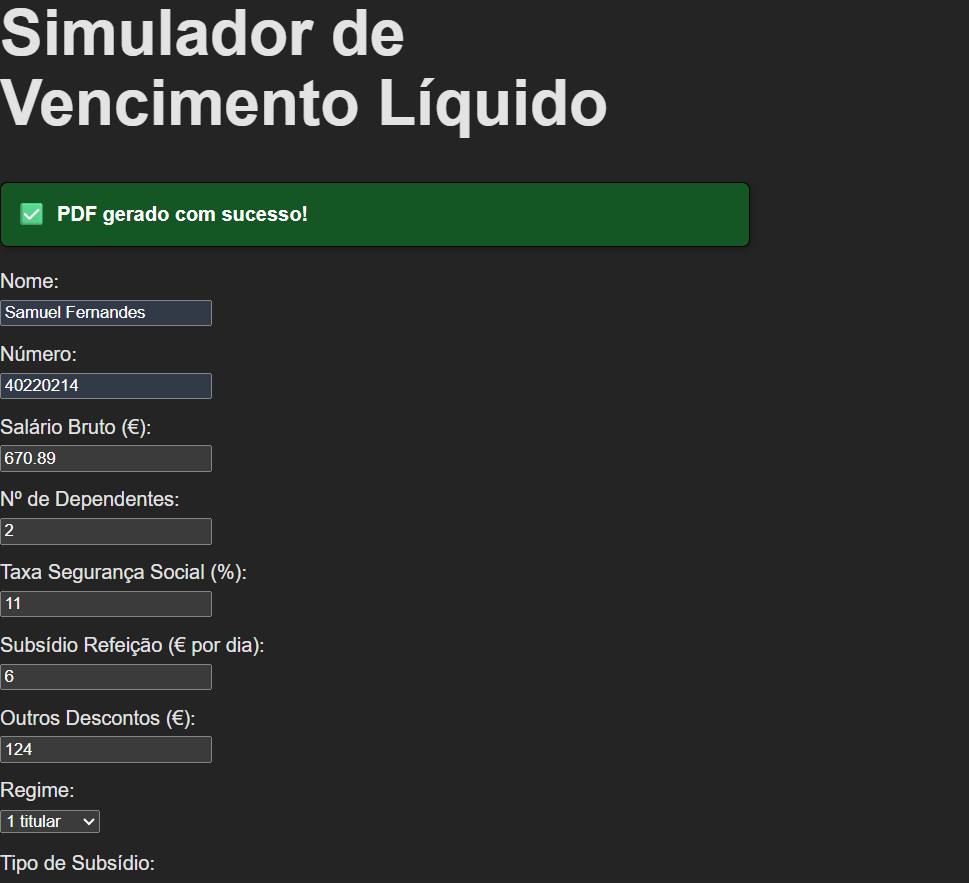 Simulador de
Vencimento Líquido
PDF gerado com sucesso!
Nome:
Samuel Fernandes
Número:
40220214
Salário Bruto (€):
670.89
Nº de Dependentes:
2
Taxa Segurança Social (%):
11
Subsídio Refeição (€ por dia):
6
Outros Descontos (€):
124
Regime:
1 titular
Tipo de Subsídio: